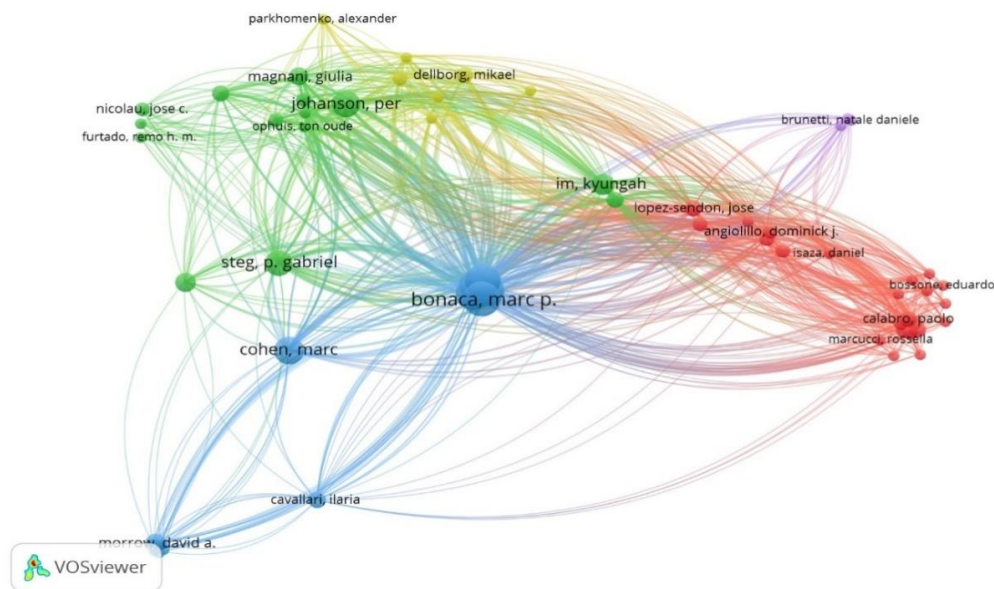 parkhomenko, alexander
magnani, giulia
dellborg, mikael
johanson, per
nicolau, jose c.
ophuis, ton oude
furtado, remo h. m.
brunetti, natale daniele
im, kyungah
lopez-sendon, jose
angiolillo, dominick j.
isaza, daniel
steg, p. gabriel
bossone, eduardo
bonaca, marc p.
calabro, paolo
marcucci, rossella
cohen, marc
cavallari, ilaria
morrow, david a.
VOSviewer